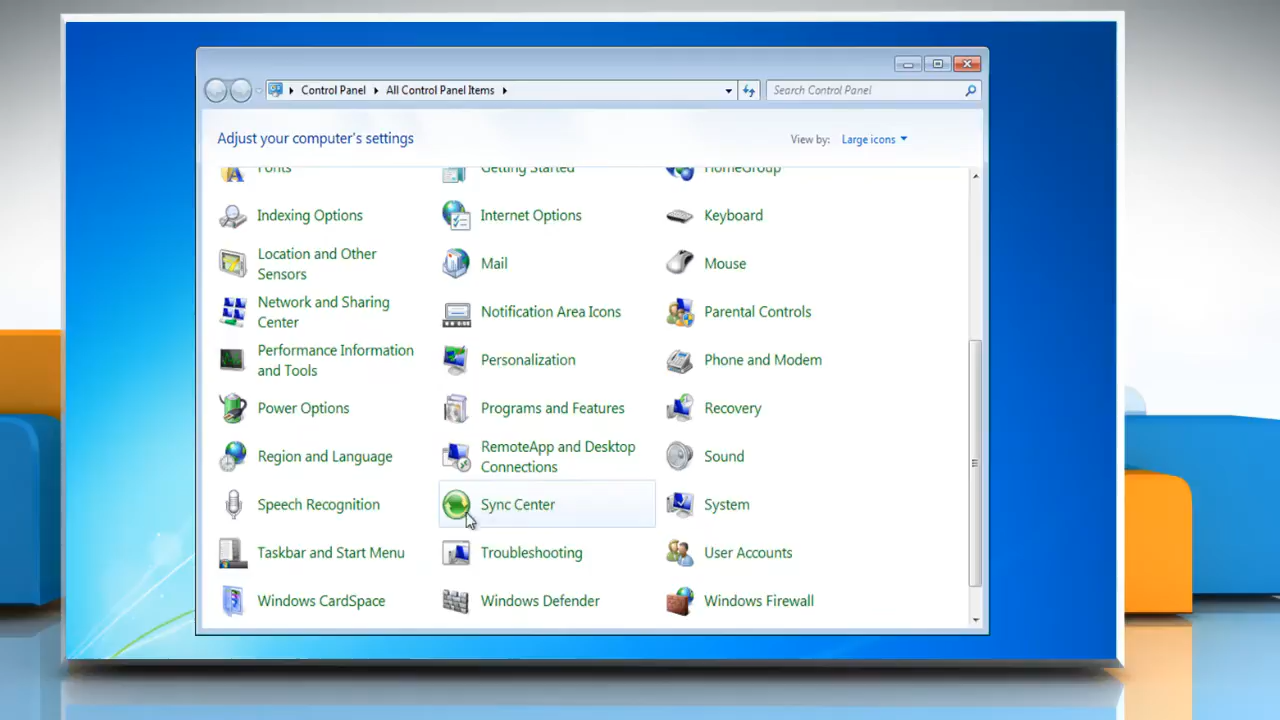 Control Panel All Control Panel Items Search Control Panel
Adjust your computer's settings View by: Large icons
Fonts Getting Started HomeGroup
Indexing Options Internet Options Keyboard
Location and Other
Sensors Mail Mouse
Network and Sharing
Center Notification Area Icons Parental Controls
Performance Information
and Tools Personalization Phone and Modem
Power Options Programs and Features Recovery
Region and Language RemoteApp and Desktop
Connections Sound
Speech Recognition Sync Center System
Taskbar and Start Menu Troubleshooting User Accounts
Windows CardSpace Windows Defender Windows Firewall